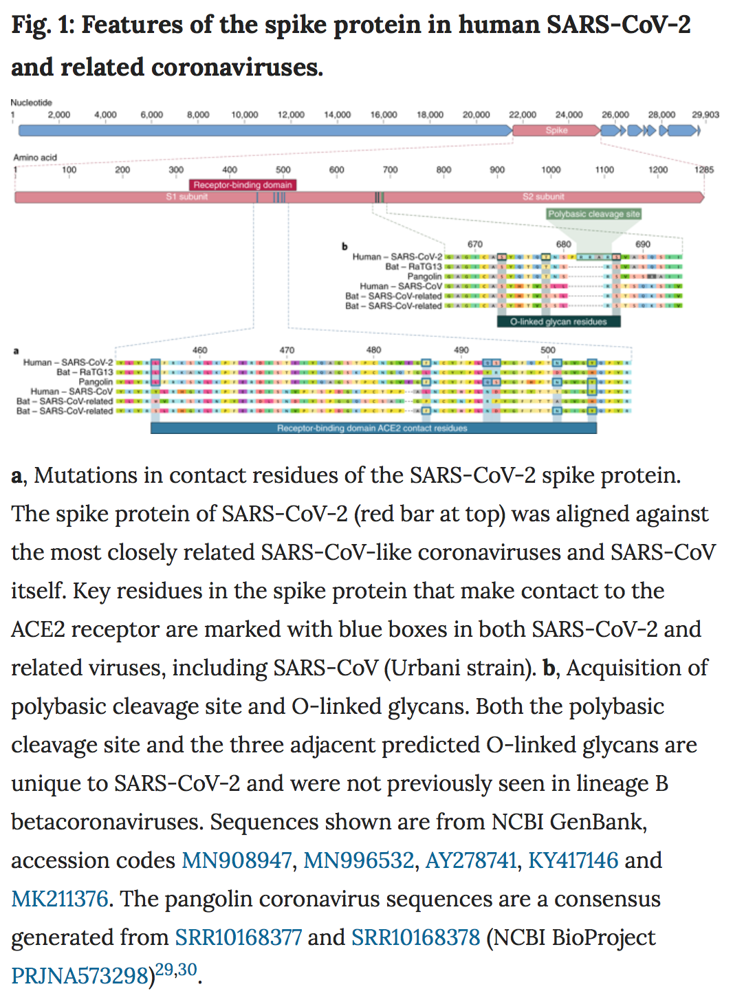 Fig. 1: Features of the spike protein in human SARS-CoV-2
and related coronaviruses.
Nucleotide
1 2,000 4,000 6,000 8,000 10,000 12,000 14,000 16,000 18,000 20,000 22,000 24,000 26,000 28,000 29,903
Spike
Amino acid
1 100 200 300 400 500 600 700 800 900 1000 1100 1200 1285
Receptor-binding domain
S1 subunit S2 subunit
Polybasic cleavage site
b 670 680 690
Human – SARS-CoV-2
Bat – RaTG13
Pangolin
Human – SARS-CoV
Bat – SARS-CoV-related
Bat – SARS-CoV-related
O-linked glycan residues
a 460 470 480 490 500
Human – SARS-CoV-2
Bat – RaTG13
Pangolin
Human – SARS-CoV
Bat – SARS-CoV-related
Bat – SARS-CoV-related
Receptor-binding domain ACE2 contact residues
a, Mutations in contact residues of the SARS-CoV-2 spike protein.
The spike protein of SARS-CoV-2 (red bar at top) was aligned against
the most closely related SARS-CoV-like coronaviruses and SARS-CoV
itself. Key residues in the spike protein that make contact to the
ACE2 receptor are marked with blue boxes in both SARS-CoV-2 and
related viruses, including SARS-CoV (Urbani strain). b, Acquisition of
polybasic cleavage site and O-linked glycans. Both the polybasic
cleavage site and the three adjacent predicted O-linked glycans are
unique to SARS-CoV-2 and were not previously seen in lineage B
betacoronaviruses. Sequences shown are from NCBI GenBank,
accession codes MN908947, MN996532, AY278741, KY417146 and
MK211376. The pangolin coronavirus sequences are a consensus
generated from SRR10168377 and SRR10168378 (NCBI BioProject
PRJNA573298)29,30.